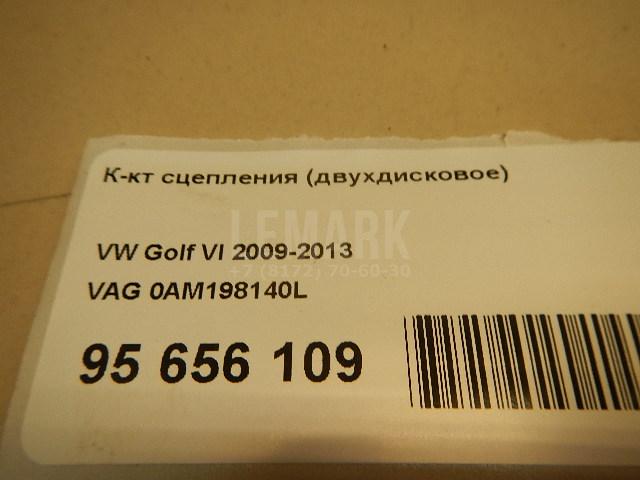 К-кт сцепления (двухдисковое)
LEMARK
VW Golf VI 2009-2013
+7 (8172) 70-60-30
VAG 0AM198140L
95 656 109